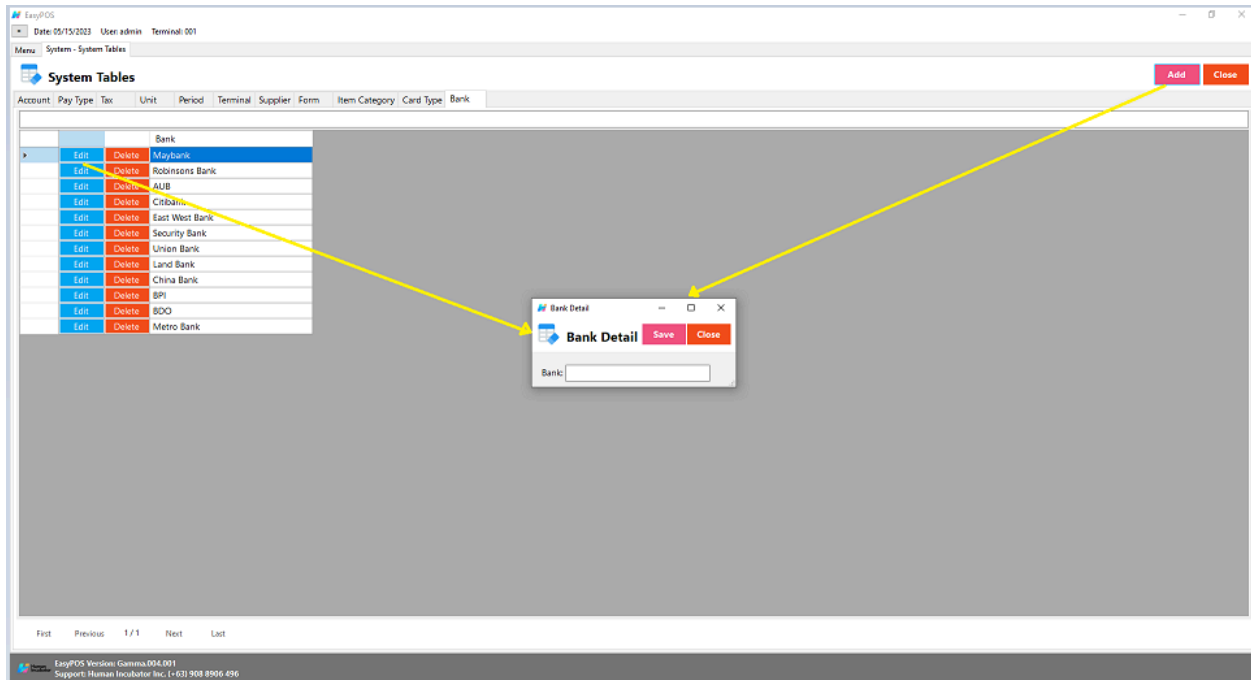 EasyPOS
Date: 05/15/2023 User: admin Terminal: 001
Menu System - System Tables
System Tables Add Close
Account Pay Type Tax Unit Period Terminal Supplier Form Item Category Card Type Bank
Bank
Edit Delete Maybank
Edit Delete Robinsons Bank
Edit Delete AUB
Edit Delete Citibank
Edit Delete East West Bank
Edit Delete Security Bank
Edit Delete Union Bank
Edit Delete Land Bank
Edit Delete China Bank
Edit Delete BPI
Edit Delete BDO
Edit Delete Metro Bank
Bank Detail
Bank Detail Save Close
Bank:
First Previous 1 / 1 Next Last
Human Incubator
EasyPOS Version: Gamma.004.001
Support: Human Incubator Inc. (+63) 908 8906 496